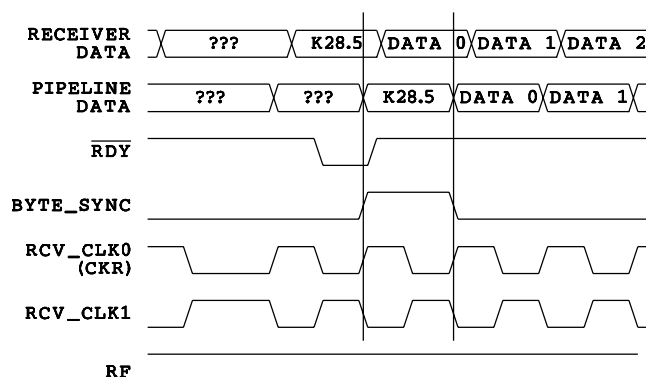 RECEIVER DATA ??? K28.5 DATA 0 DATA 1 DATA 2
PIPELINE DATA ??? ??? K28.5 DATA 0 DATA 1
RDY
BYTE_SYNC
RCV_CLK0
(CKR)
RCV_CLK1
RF